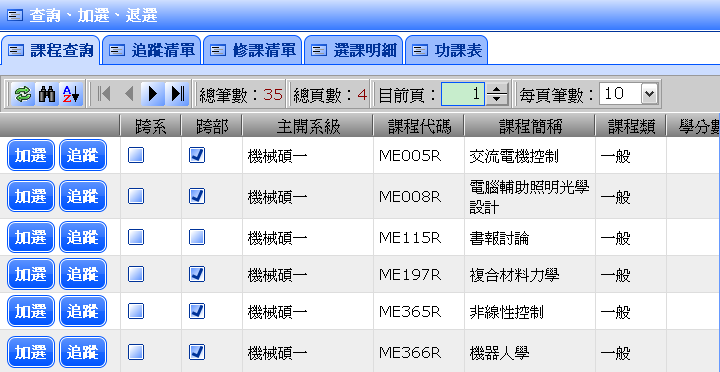 查詢、加選、退選
課程查詢 追蹤清單 修課清單 選課明細 功課表
總筆數：35 總頁數：4 目前頁： 1 每頁筆數： 10
跨系 跨部 主開系級 課程代碼 課程簡稱 課程類 學分數
加選 追蹤 機械碩一 ME005R 交流電機控制 一般
加選 追蹤 機械碩一 ME008R 電腦輔助照明光學
設計 一般
加選 追蹤 機械碩一 ME115R 書報討論 一般
加選 追蹤 機械碩一 ME197R 複合材料力學 一般
加選 追蹤 機械碩一 ME365R 非線性控制 一般
加選 追蹤 機械碩一 ME366R 機器人學 一般